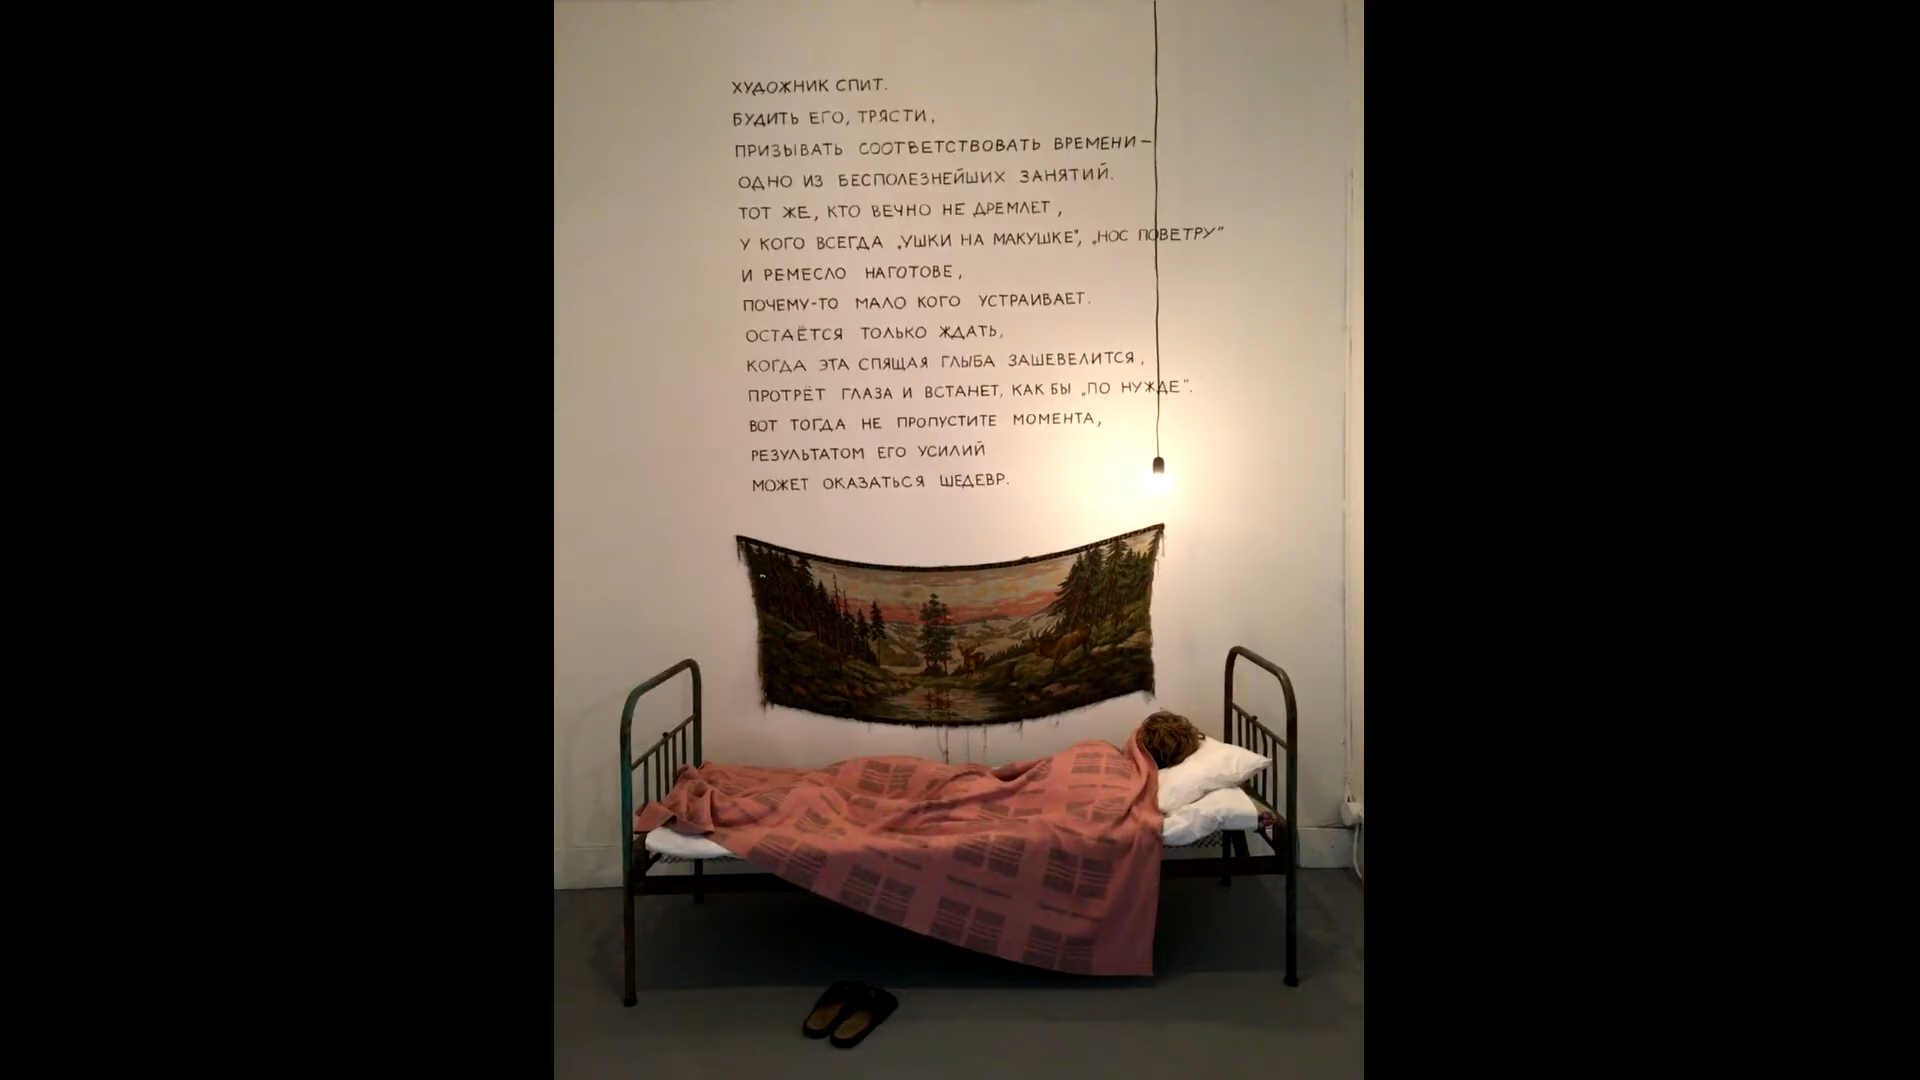 ХУДОЖНИК СПИТ.
БУДИТЬ ЕГО, ТРЯСТИ,
ПРИЗЫВАТЬ СООТВЕТСТВОВАТЬ ВРЕМЕНИ –
ОДНО ИЗ БЕСПОЛЕЗНЕЙШИХ ЗАНЯТИЙ.
ТОТ ЖЕ, КТО ВЕЧНО НЕ ДРЕМЛЕТ,
У КОГО ВСЕГДА „УШКИ НА МАКУШКЕ", „НОС ПОВЕТРУ"
И РЕМЕСЛО НАГОТОВЕ,
ПОЧЕМУ-ТО МАЛО КОГО УСТРАИВАЕТ.
ОСТАЁТСЯ ТОЛЬКО ЖДАТЬ,
КОГДА ЭТА СПЯЩАЯ ГЛЫБА ЗАШЕВЕЛИТСЯ,
ПРОТРЁТ ГЛАЗА И ВСТАНЕТ, КАК БЫ „ПО НУЖДЕ".
ВОТ ТОГДА НЕ ПРОПУСТИТЕ МОМЕНТА,
РЕЗУЛЬТАТОМ ЕГО УСИЛИЙ
МОЖЕТ ОКАЗАТЬСЯ ШЕДЕВР.